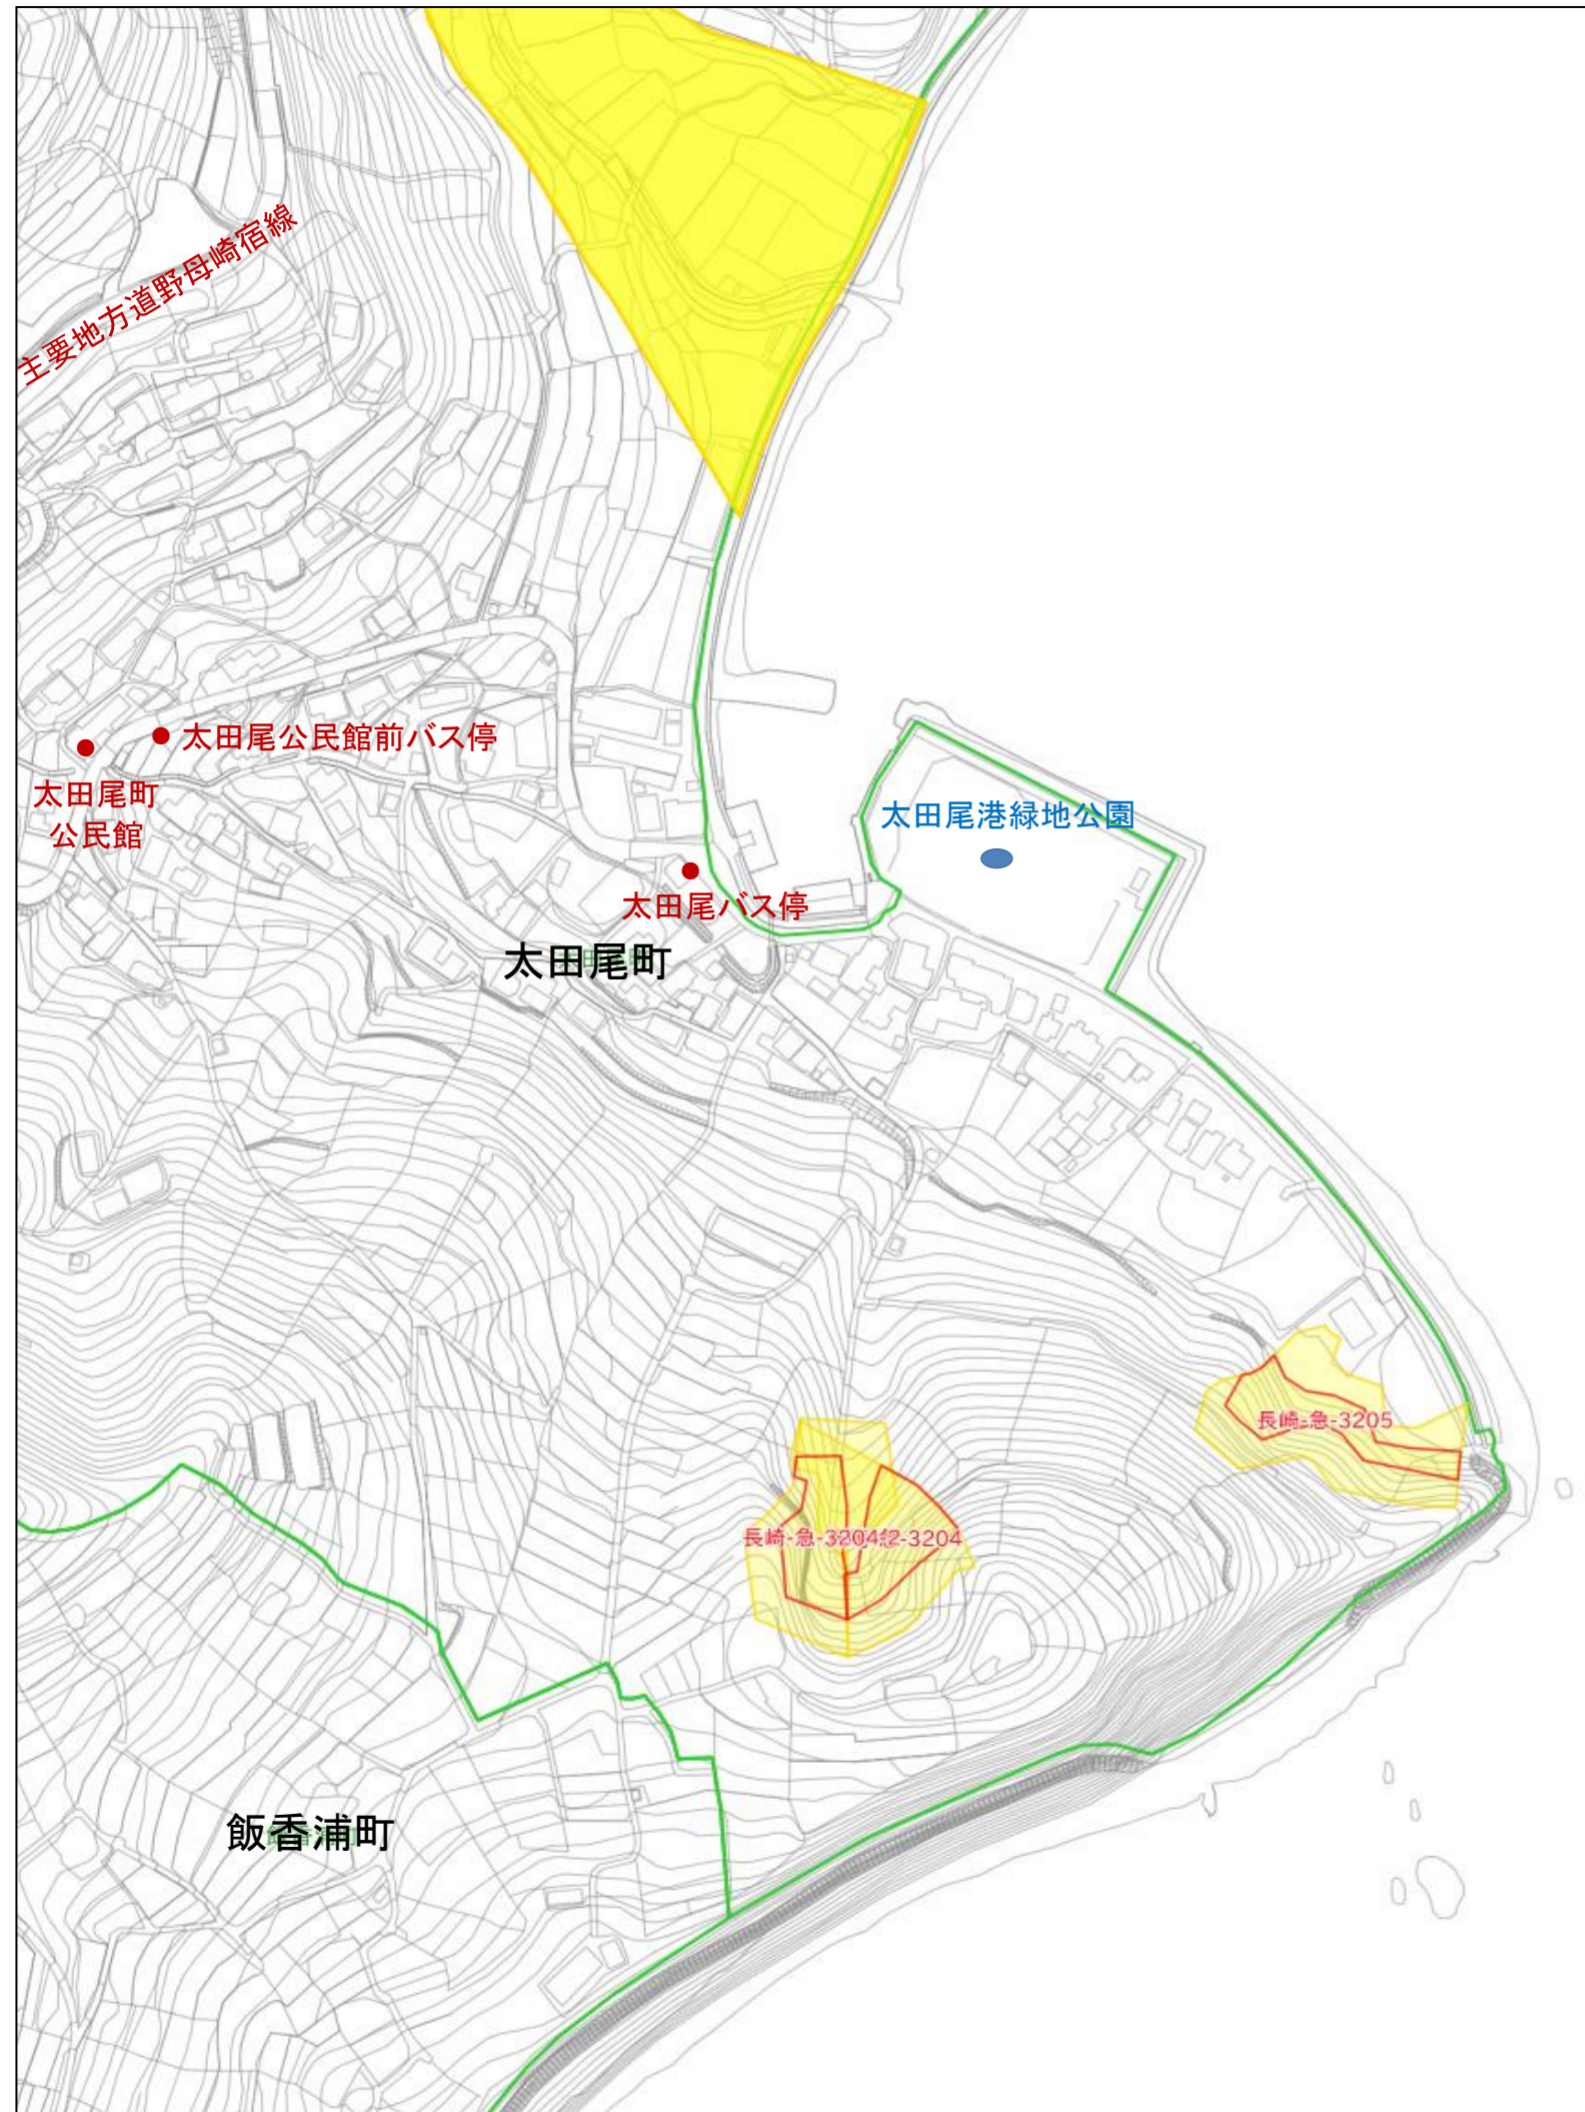 主要地方道野母崎宿線
太田尾公民館前バス停
太田尾町
公民館
太田尾港緑地公園
太田尾バス停
太田尾町
長崎-急-3205
長崎-急-3204
-3204
飯香浦町